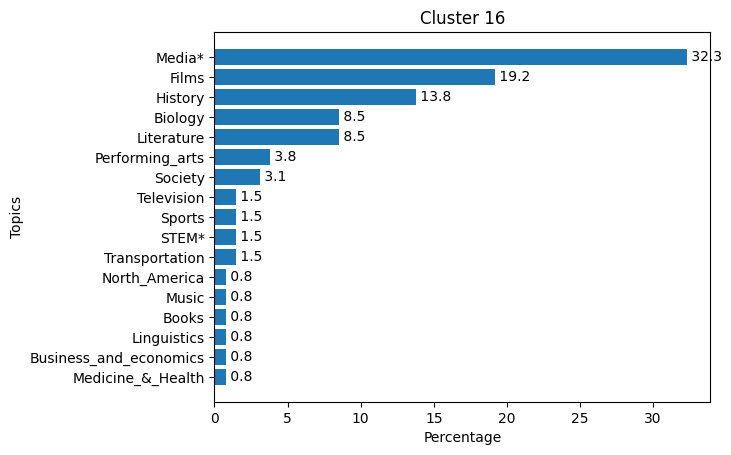 Cluster 16
Media* 32.3
Films 19.2
History 13.8
Biology 8.5
Literature 8.5
Performing_arts 3.8
Society 3.1
Television 1.5
Sports 1.5
STEM* 1.5
Transportation 1.5
North_America 0.8
Music 0.8
Books 0.8
Linguistics 0.8
Business_and_economics 0.8
Medicine_&_Health 0.8
Topics
0 5 10 15 20 25 30
Percentage